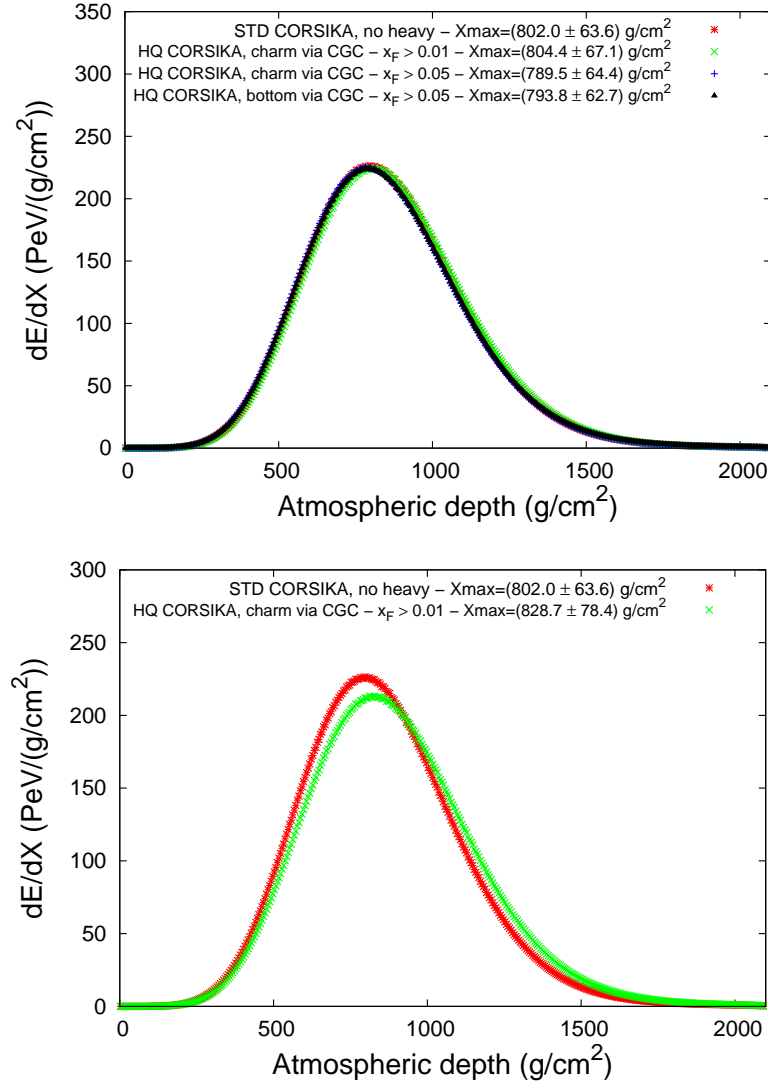 STD CORSIKA, no heavy – Xmax=(802.0 ± 63.6) g/cm²
HQ CORSIKA, charm via CGC – x_F > 0.01 – Xmax=(804.4 ± 67.1) g/cm²
HQ CORSIKA, charm via CGC – x_F > 0.05 – Xmax=(789.5 ± 64.4) g/cm²
HQ CORSIKA, bottom via CGC – x_F > 0.05 – Xmax=(793.8 ± 62.7) g/cm²
350
300
250
200
150
100
50
0
dE/dX (PeV/(g/cm²))
0 500 1000 1500 2000
Atmospheric depth (g/cm²)
STD CORSIKA, no heavy – Xmax=(802.0 ± 63.6) g/cm²
HQ CORSIKA, charm via CGC – x_F > 0.01 – Xmax=(828.7 ± 78.4) g/cm²
300
250
200
150
100
50
0
dE/dX (PeV/(g/cm²))
0 500 1000 1500 2000
Atmospheric depth (g/cm²)